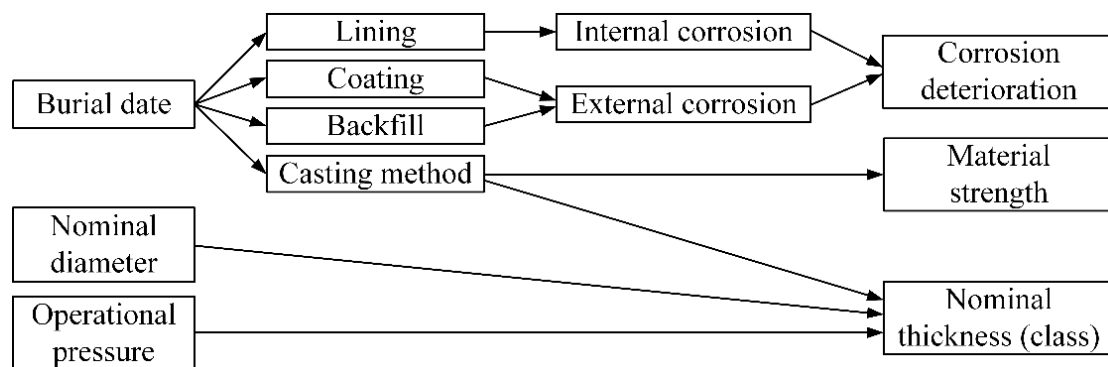 Burial date
Lining
Coating
Backfill
Casting method
Internal corrosion
External corrosion
Corrosion
deterioration
Material
strength
Nominal
diameter
Operational
pressure
Nominal
thickness (class)